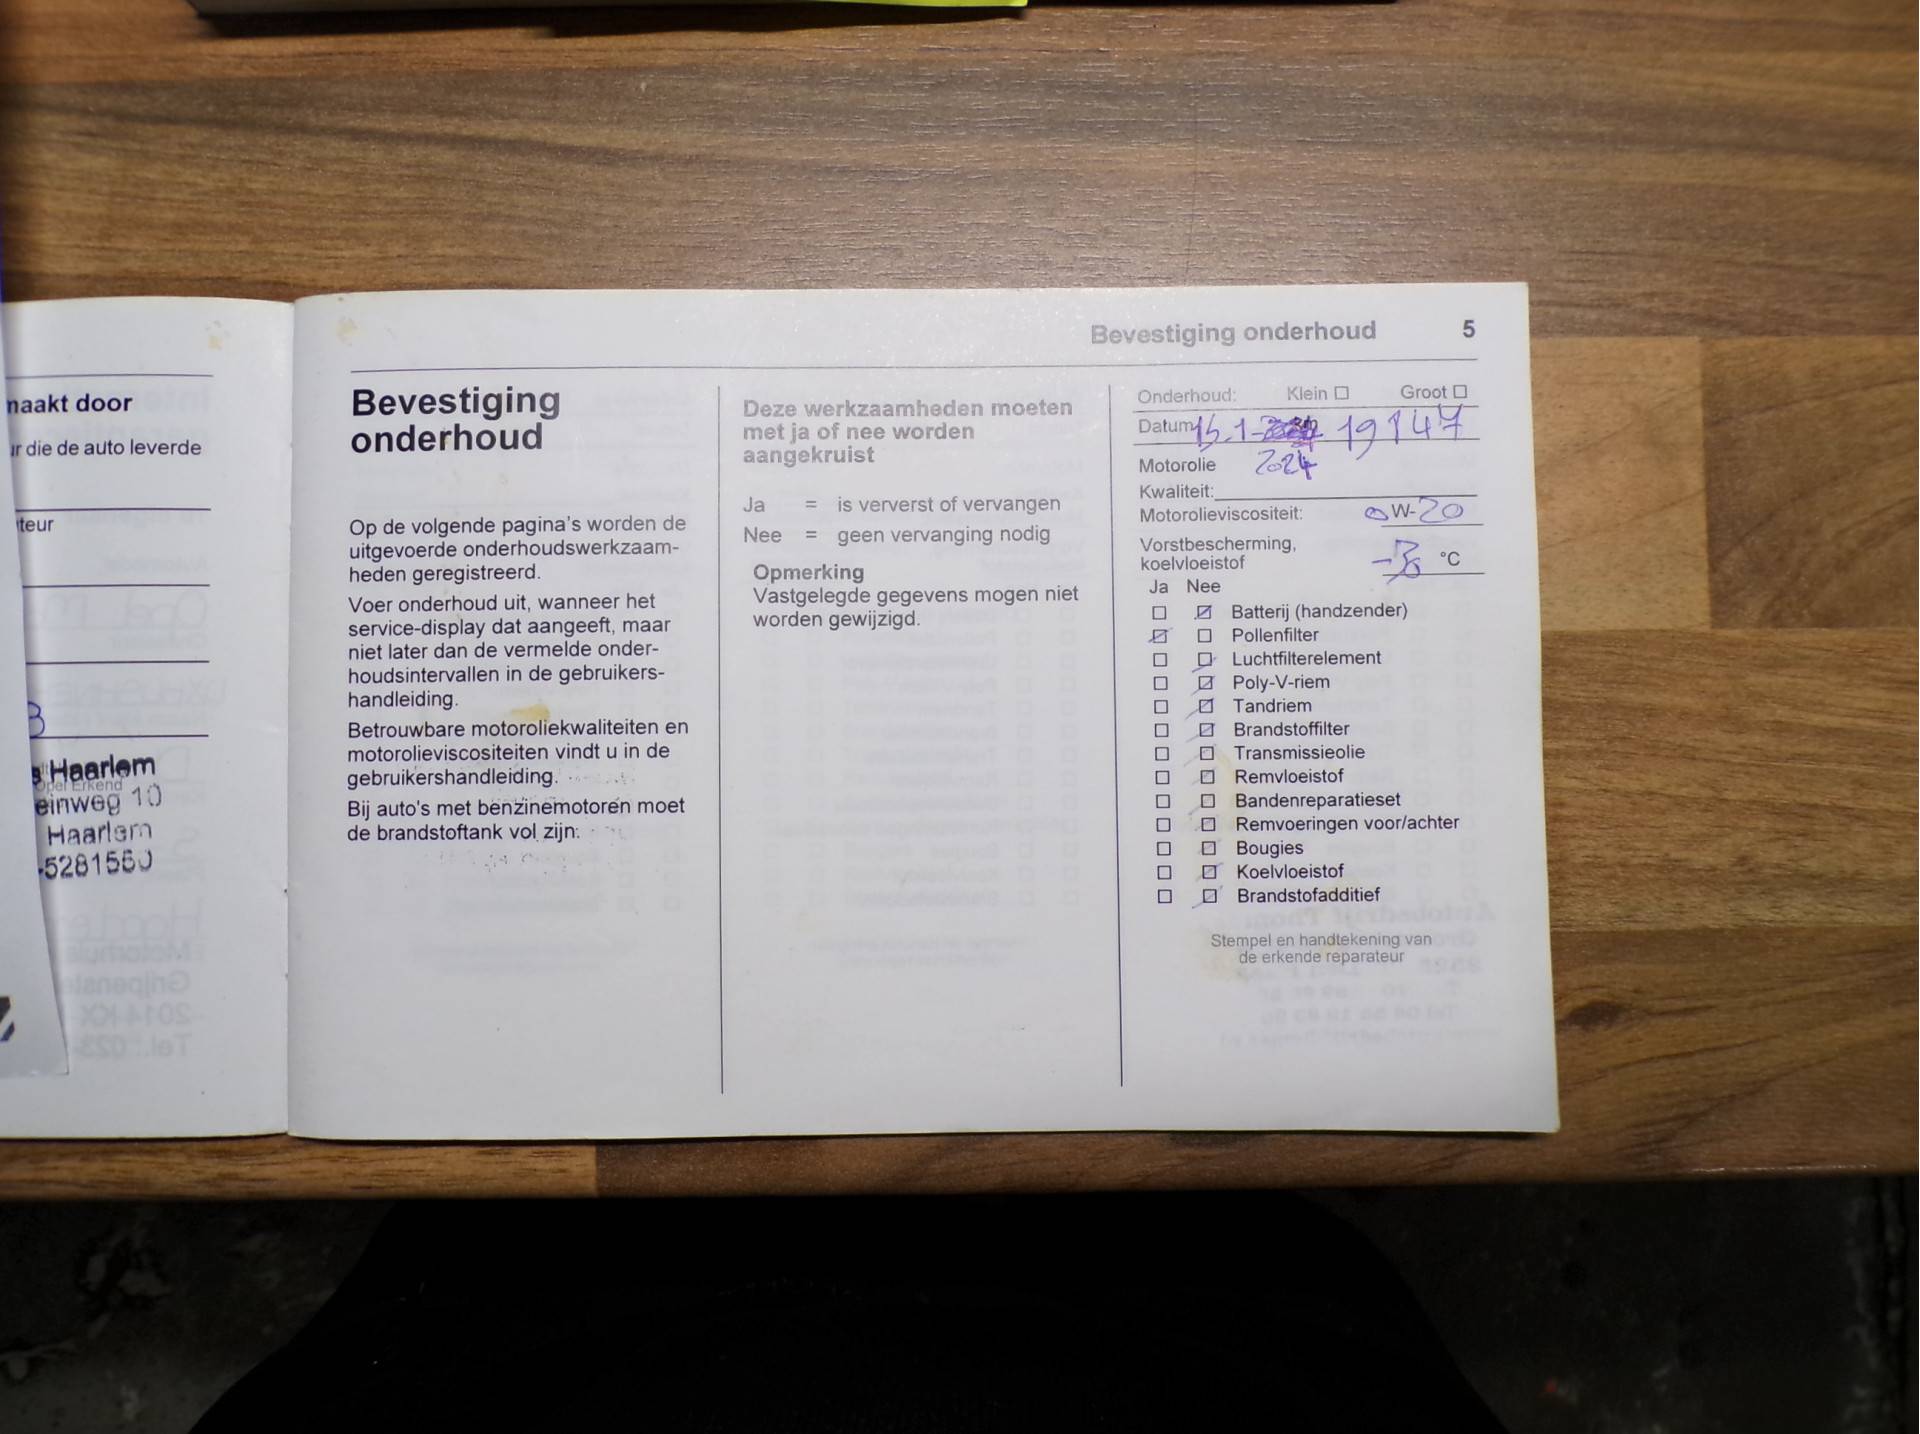 naakt door
ur die de auto leverde
teur
Haarlem
Opel Erkend
einweg 10
Haarlem
-5281550
Bevestiging onderhoud 5
Bevestiging
onderhoud
Op de volgende pagina's worden de
uitgevoerde onderhoudswerkzaam-
heden geregistreerd.
Voer onderhoud uit, wanneer het
service-display dat aangeeft, maar
niet later dan de vermelde onder-
houdsintervallen in de gebruikers-
handleiding.
Betrouwbare motoroliekwaliteiten en
motorolieviscositeiten vindt u in de
gebruikershandleiding.
Bij auto's met benzinemotoren moet
de brandstoftank vol zijn:
Deze werkzaamheden moeten
met ja of nee worden
aangekruist
Ja = is ververst of vervangen
Nee = geen vervanging nodig
Opmerking
Vastgelegde gegevens mogen niet
worden gewijzigd.
Onderhoud: Klein Groot
Datum 15.1- km 19147
Motorolie 2024
Kwaliteit:
Motorolieviscositeit: 0W-20
Vorstbescherming,
koelvloeistof °C
Ja Nee
Batterij (handzender)
Pollenfilter
Luchtfilterelement
Poly-V-riem
Tandriem
Brandstoffilter
Transmissieolie
Remvloeistof
Bandenreparatieset
Remvoeringen voor/achter
Bougies
Koelvloeistof
Brandstofadditief
Stempel en handtekening van
de erkende reparateur